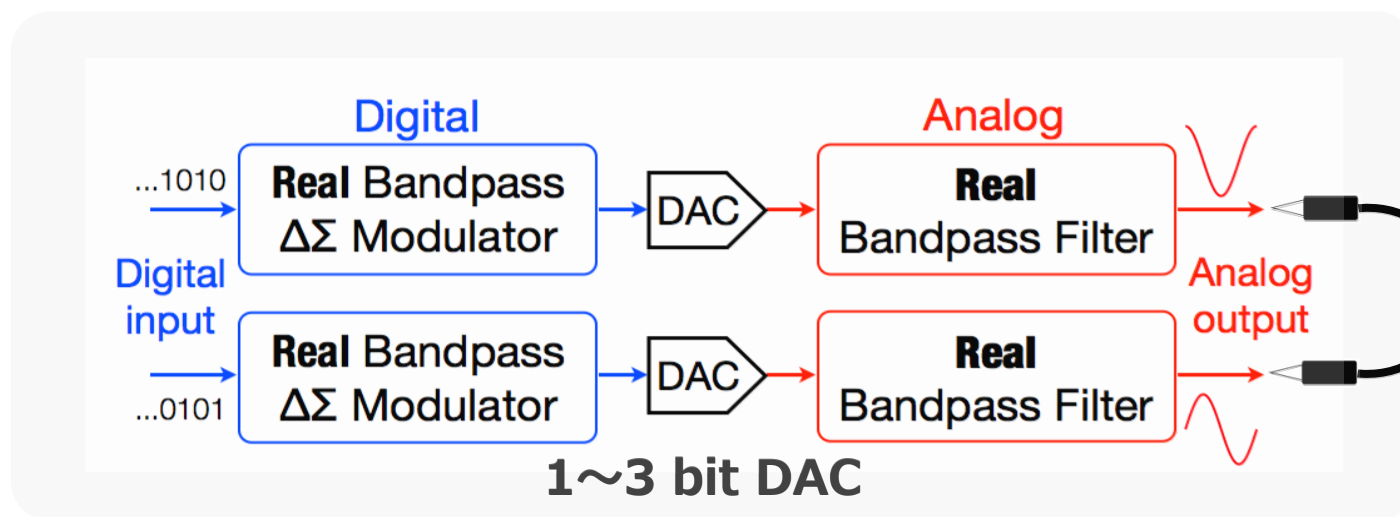 Digital
Analog
...1010
Real Bandpass
ΔΣ Modulator
DAC
Real
Bandpass Filter
Digital
input
Analog
output
...0101
Real Bandpass
ΔΣ Modulator
DAC
Real
Bandpass Filter
1～3 bit DAC